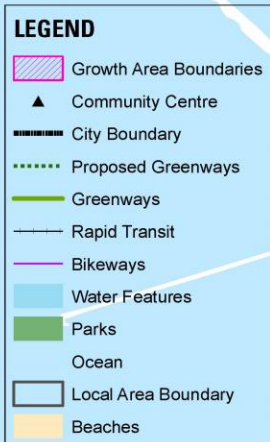 LEGEND
Growth Area Boundaries
Community Centre
City Boundary
Proposed Greenways
Greenways
Rapid Transit
Bikeways
Water Features
Parks
Ocean
Local Area Boundary
Beaches